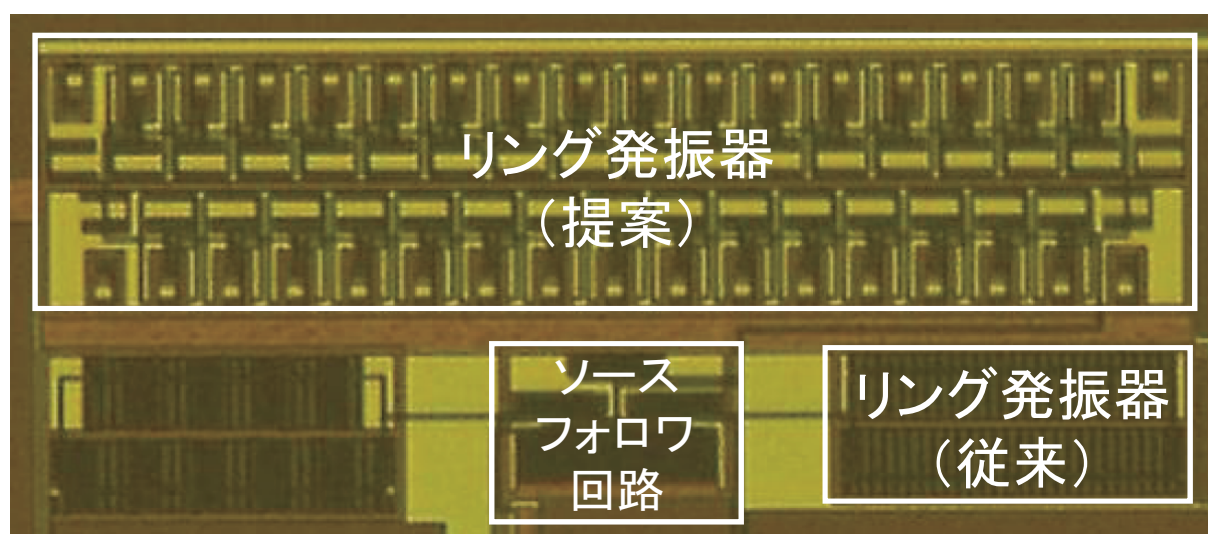 リング発振器
（提案）
ソース
フォロワ
回路
リング発振器
（従来）